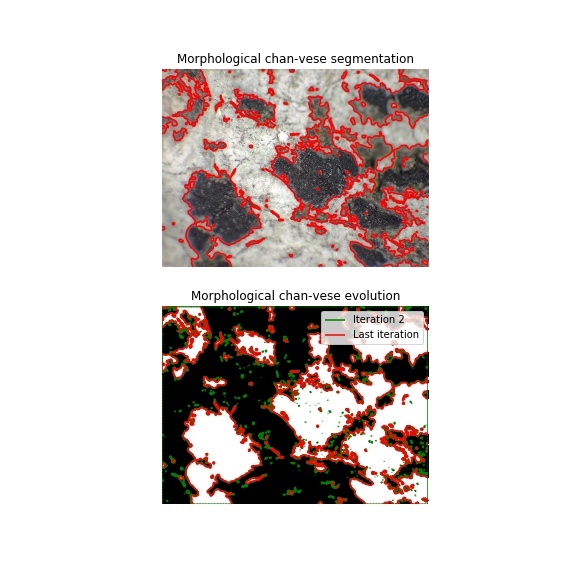 Morphological chan-vese segmentation
Morphological chan-vese evolution
Iteration 2
Last iteration